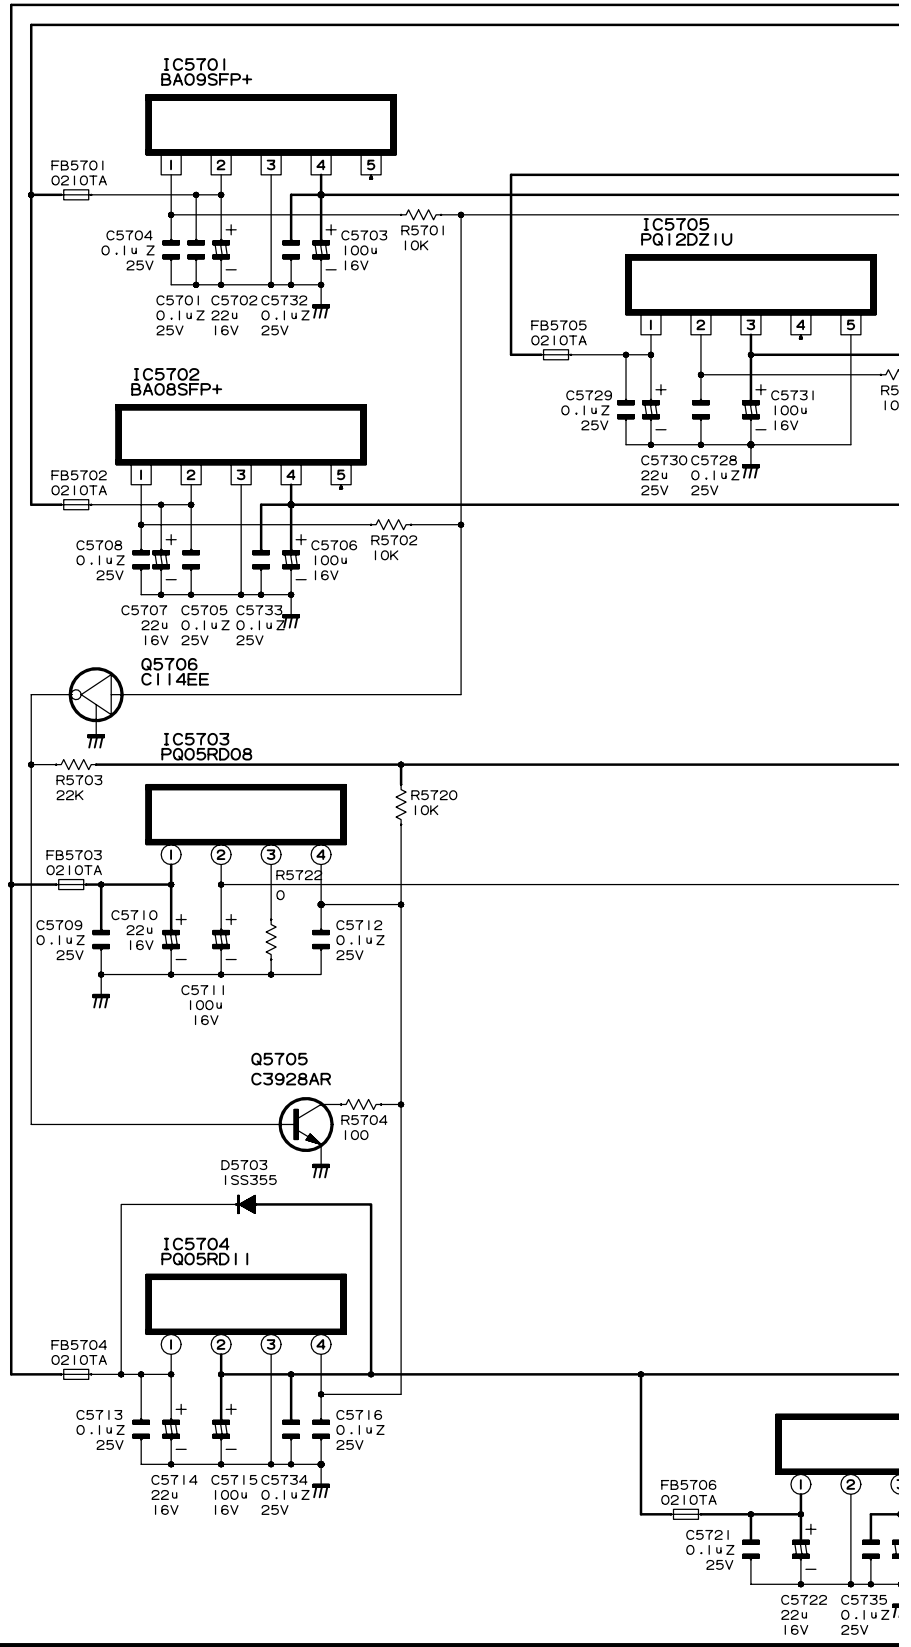 IC5701
BA09SFP+
1 2 3 4 5
FB5701
0210TA
C5704
0.1uZ
25V
+
−
+
−
C5703
100u
16V
R5701
10K
C5701
0.1uZ
25V
C5702
22u
16V
C5732
0.1uZ
25V
IC5705
PQ12DZ1U
1 2 3 4 5
FB5705
0210TA
C5729
0.1uZ
25V
+
−
+
−
C5731
100u
16V
R5
10
C5730
22u
25V
C5728
0.1uZ
25V
IC5702
BA08SFP+
1 2 3 4 5
FB5702
0210TA
C5708
0.1uZ
25V
+
−
+
−
C5706
100u
16V
R5702
10K
C5707
22u
16V
C5705
0.1uZ
25V
C5733
0.1uZ
25V
Q5706
C114EE
IC5703
PQ05RD08
R5703
22K
R5720
10K
1 2 3 4
FB5703
0210TA
R5722
0
C5709
0.1uZ
25V
C5710
22u
16V
+
−
+
−
C5712
0.1uZ
25V
C5711
100u
16V
Q5705
C3928AR
R5704
100
D5703
1SS355
IC5704
PQ05RD11
1 2 3 4
FB5704
0210TA
C5713
0.1uZ
25V
+
−
+
−
C5716
0.1uZ
25V
C5714
22u
16V
C5715
100u
16V
C5734
0.1uZ
25V
1 2 3
FB5706
0210TA
C5721
0.1uZ
25V
+
−
C5722
22u
16V
C5735
0.1uZ
25V